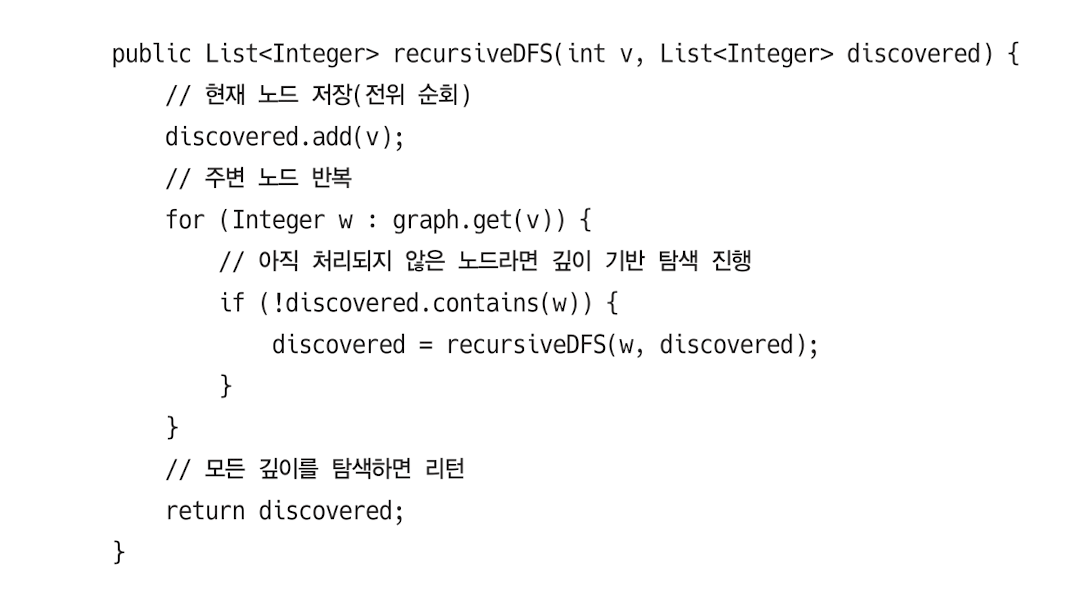 public List<Integer> recursiveDFS(int v, List<Integer> discovered) {
    // 현재 노드 저장(전위 순회)
    discovered.add(v);
    // 주변 노드 반복
    for (Integer w : graph.get(v)) {
        // 아직 처리되지 않은 노드라면 깊이 기반 탐색 진행
        if (!discovered.contains(w)) {
            discovered = recursiveDFS(w, discovered);
        }
    }
    // 모든 깊이를 탐색하면 리턴
    return discovered;
}